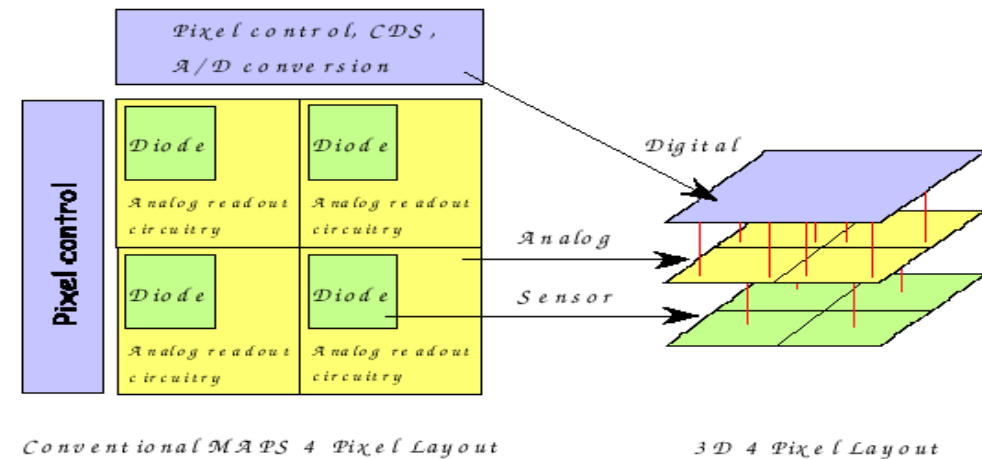 Pixel control, CDS,
A/D conversion
Pixel control
Diode
Analog readout
circuitry
Diode
Analog readout
circuitry
Diode
Analog readout
circuitry
Diode
Analog readout
circuitry
Digital
Analog
Sensor
Conventional MAPS 4 Pixel Layout
3D 4 Pixel Layout